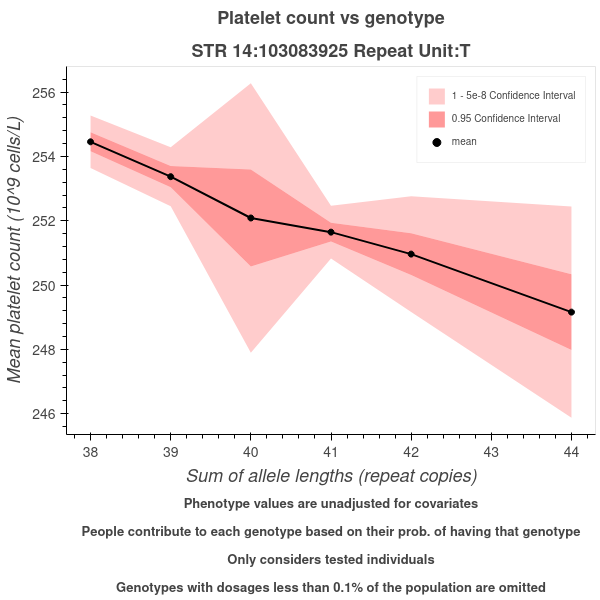 Platelet count vs genotype
STR 14:103083925 Repeat Unit:T
1 - 5e-8 Confidence Interval
0.95 Confidence Interval
mean
Mean platelet count (10^9 cells/L)
256
254
252
250
248
246
38 39 40 41 42 43 44
Sum of allele lengths (repeat copies)
Phenotype values are unadjusted for covariates
People contribute to each genotype based on their prob. of having that genotype
Only considers tested individuals
Genotypes with dosages less than 0.1% of the population are omitted